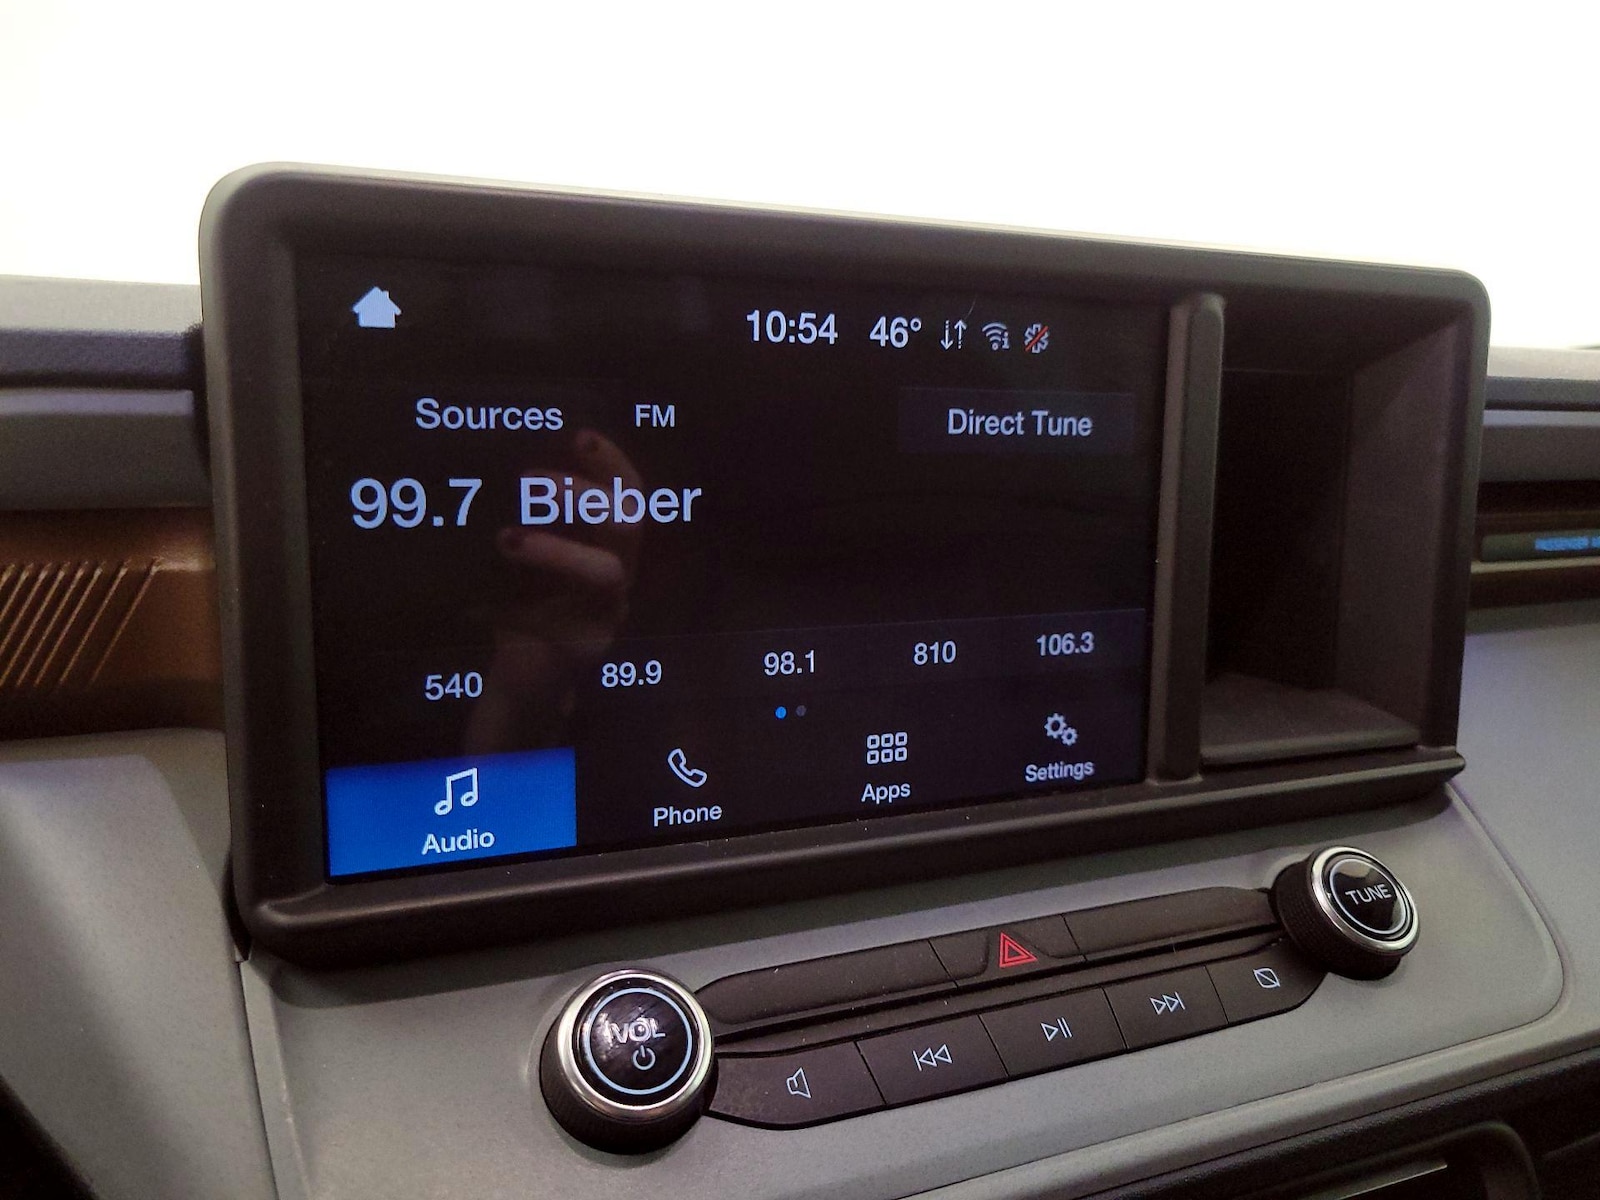 10:54 46°
Sources FM Direct Tune
99.7 Bieber
540 89.9 98.1 810 106.3
Audio Phone Apps Settings
PASSENGER
VOL
TUNE